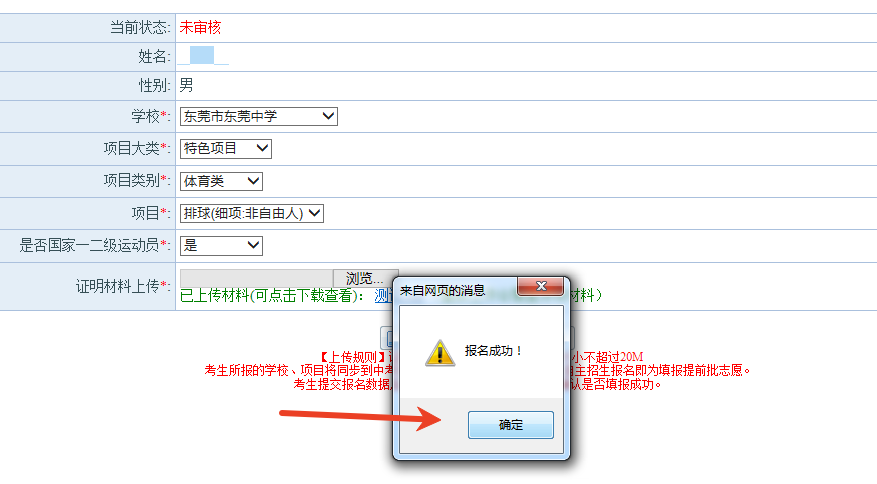 当前状态: 未审核
姓名:
性别: 男
学校*: 东莞市东莞中学
项目大类*: 特色项目
项目类别*: 体育类
项目*: 排球(细项:非自由人)
是否国家一二级运动员*: 是
证明材料上传*: 浏览...
已上传材料(可点击下载查看): 测 材料)
来自网页的消息
报名成功！
确定
【上传规则】 小不超过20M
考生所报的学校、项目将同步到中考 自主招生报名即为填报提前批志愿。
考生提交报名数据 认是否填报成功。